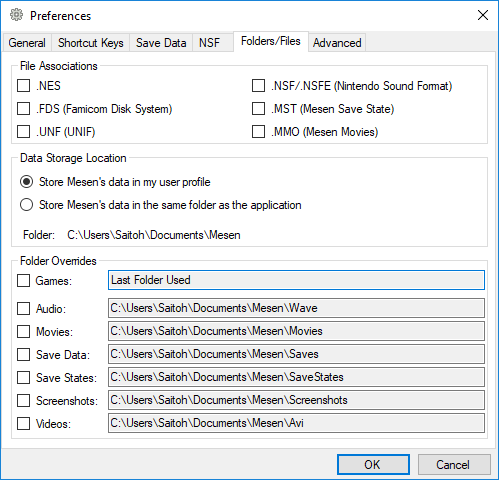 Preferences
General Shortcut Keys Save Data NSF Folders/Files Advanced
File Associations
.NES .NSF/.NSFE (Nintendo Sound Format)
.FDS (Famicom Disk System) .MST (Mesen Save State)
.UNF (UNIF) .MMO (Mesen Movies)
Data Storage Location
Store Mesen's data in my user profile
Store Mesen's data in the same folder as the application
Folder: C:\Users\Saitoh\Documents\Mesen
Folder Overrides
Games: Last Folder Used
Audio: C:\Users\Saitoh\Documents\Mesen\Wave
Movies: C:\Users\Saitoh\Documents\Mesen\Movies
Save Data: C:\Users\Saitoh\Documents\Mesen\Saves
Save States: C:\Users\Saitoh\Documents\Mesen\SaveStates
Screenshots: C:\Users\Saitoh\Documents\Mesen\Screenshots
Videos: C:\Users\Saitoh\Documents\Mesen\Avi
OK Cancel